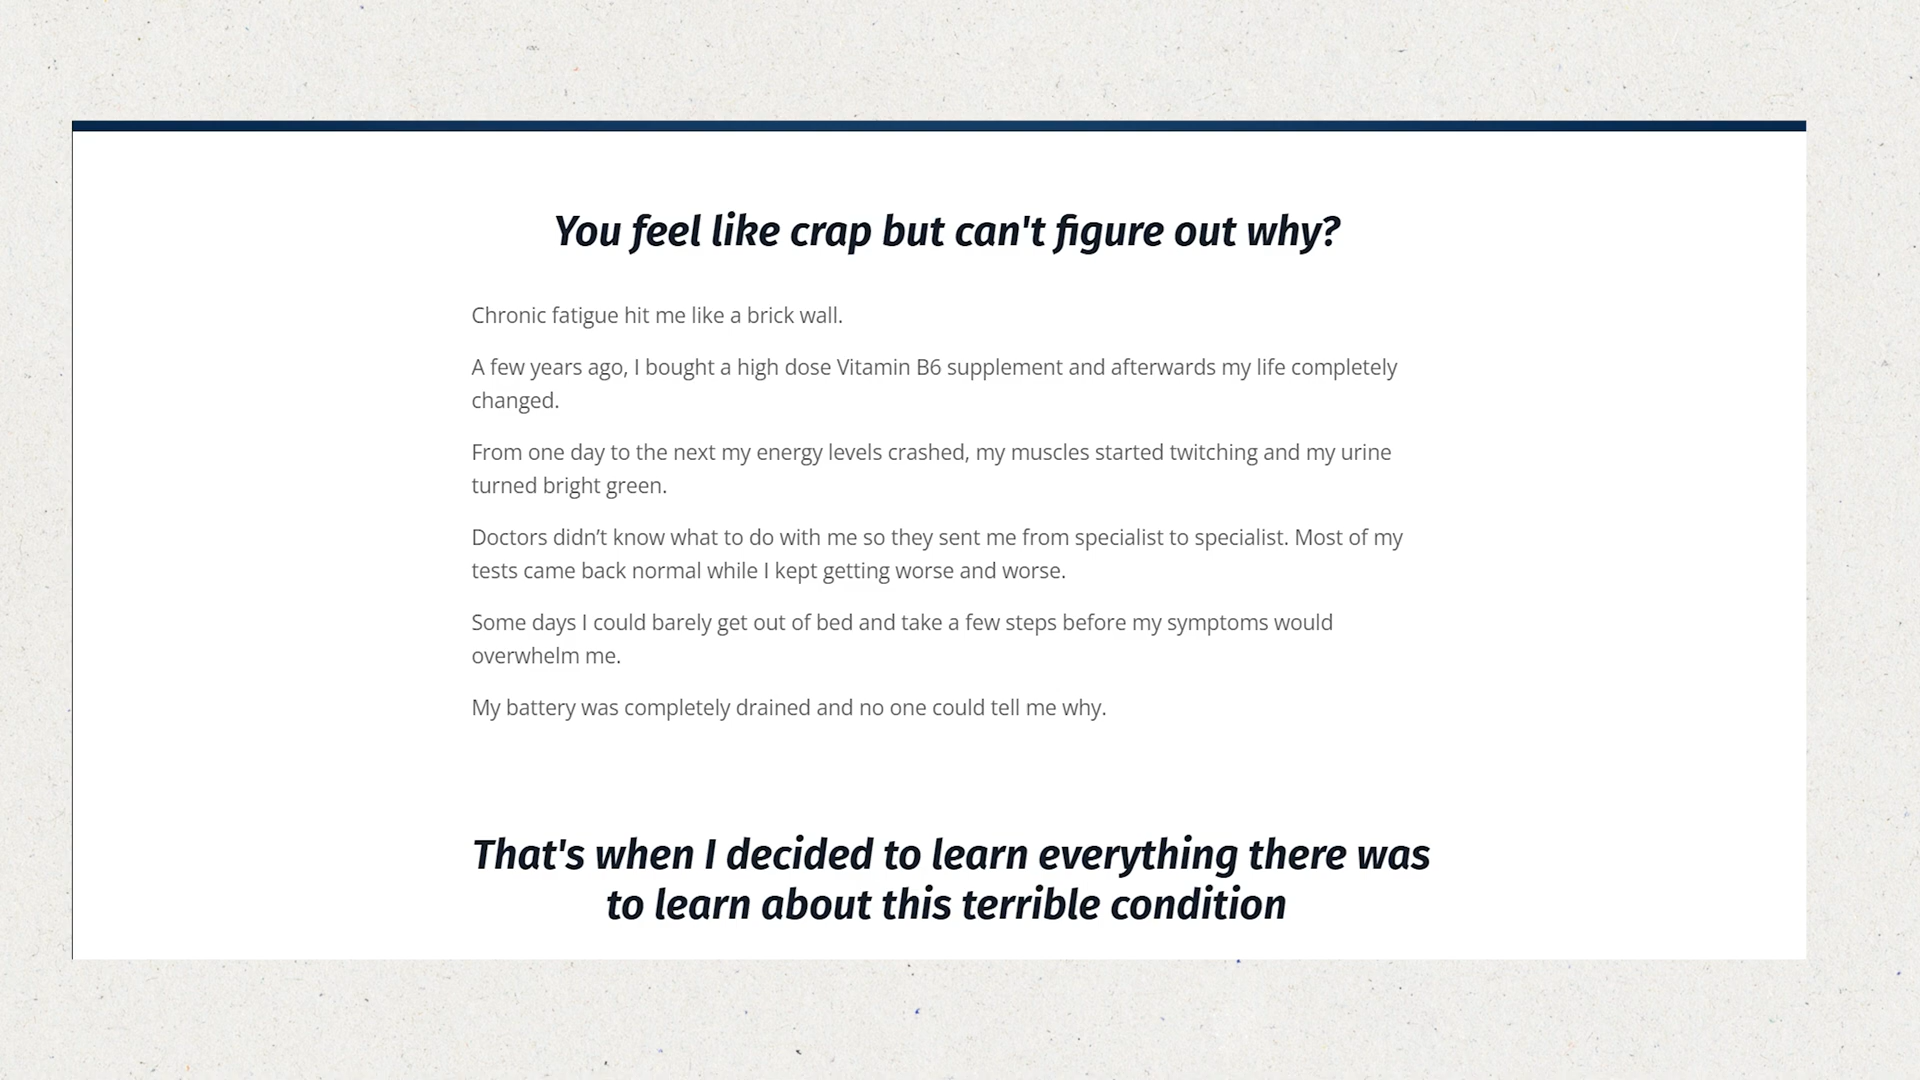 You feel like crap but can't figure out why?
Chronic fatigue hit me like a brick wall.
A few years ago, I bought a high dose Vitamin B6 supplement and afterwards my life completely
changed.
From one day to the next my energy levels crashed, my muscles started twitching and my urine
turned bright green.
Doctors didn’t know what to do with me so they sent me from specialist to specialist. Most of my
tests came back normal while I kept getting worse and worse.
Some days I could barely get out of bed and take a few steps before my symptoms would
overwhelm me.
My battery was completely drained and no one could tell me why.
That's when I decided to learn everything there was
to learn about this terrible condition